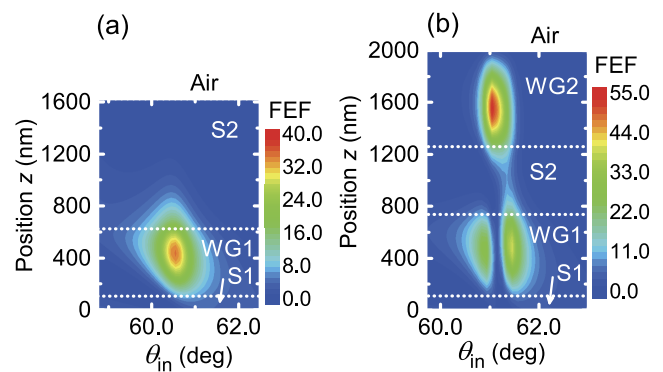 (a)
Air
1600
1200
800
400
0
Position z (nm)
S2
WG1
S1
60.0 62.0
θin (deg)
FEF
40.0
32.0
24.0
16.0
8.0
0.0
(b)
Air
2000
1600
1200
800
400
0
Position z (nm)
WG2
S2
WG1
S1
60.0 62.0
θin (deg)
FEF
55.0
44.0
33.0
22.0
11.0
0.0